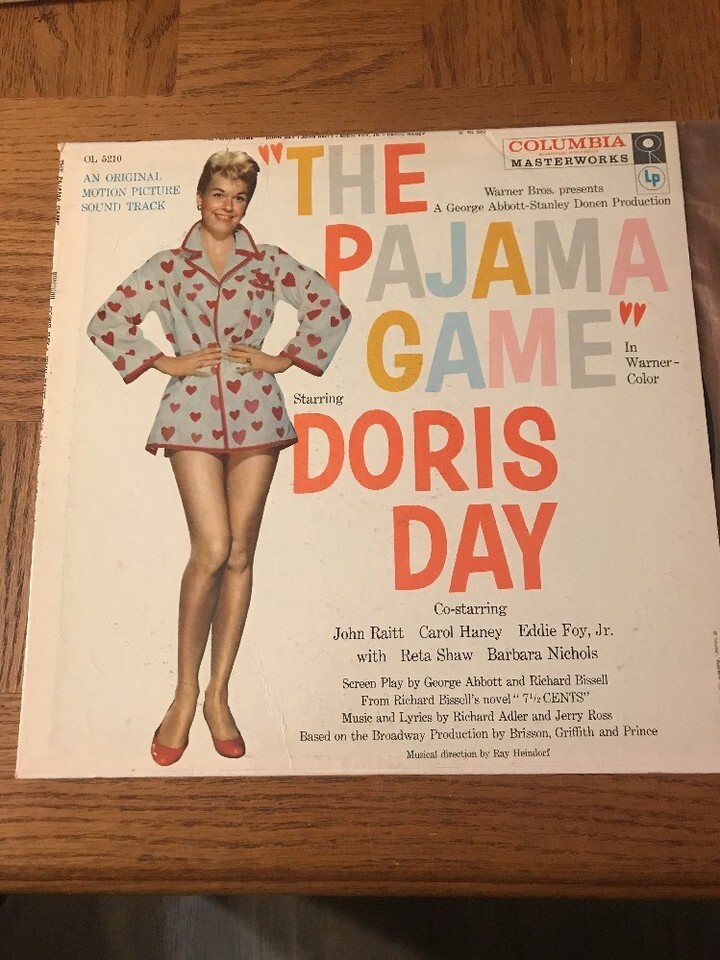 OL 5210
AN ORIGINAL
MOTION PICTURE
SOUND TRACK
COLUMBIA
MASTERWORKS
Lp
Warner Bros. presents
A George Abbott-Stanley Donen Production
"THE
PAJAMA
GAME"
In
Warner-
Color
Starring
DORIS
DAY
Co-starring
John Raitt Carol Haney Eddie Foy, Jr.
with Reta Shaw Barbara Nichols
Screen Play by George Abbott and Richard Bissell
From Richard Bissell's novel "7½ CENTS"
Music and Lyrics by Richard Adler and Jerry Ross
Based on the Broadway Production by Brisson, Griffith and Prince
Musical direction by Ray Heindorf